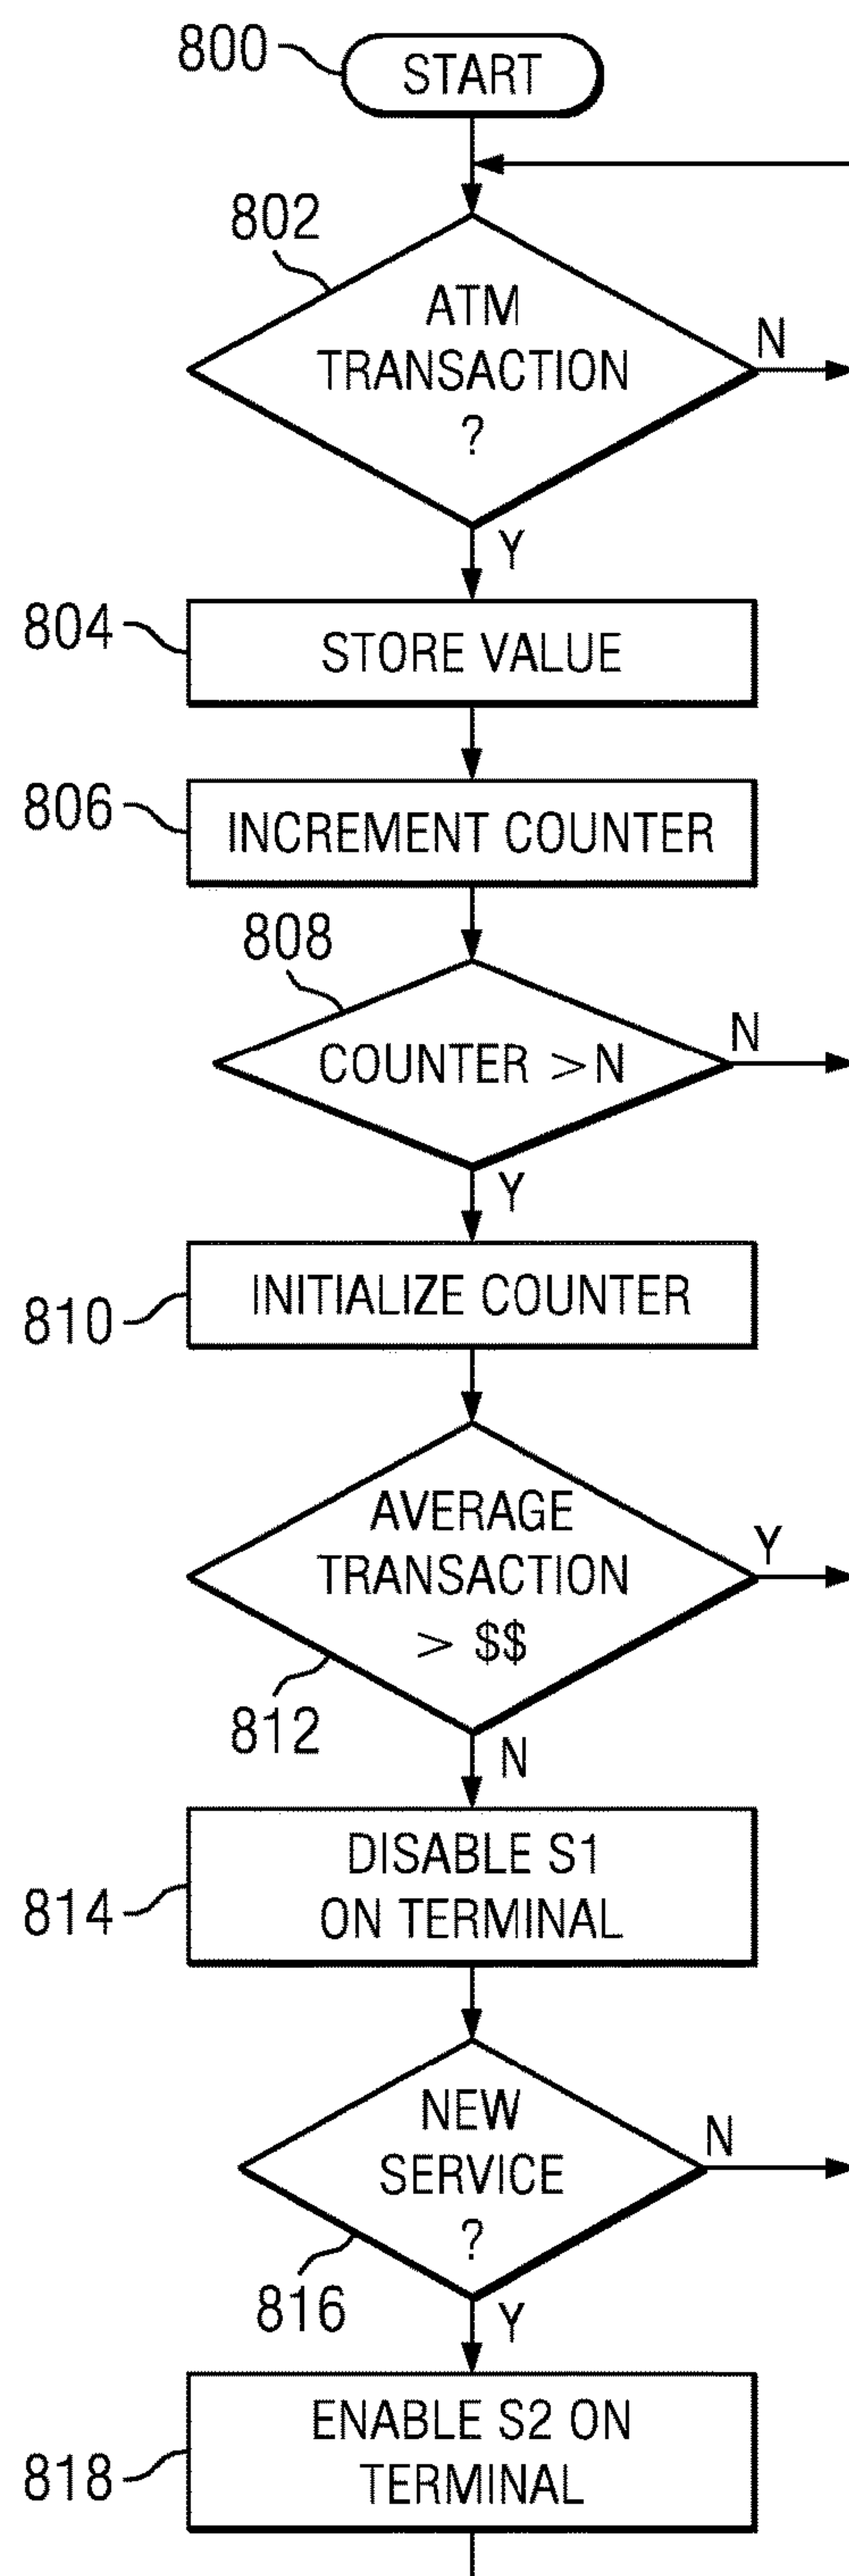 800
START
802
ATM
TRANSACTION
?
N
Y
804
STORE VALUE
806
INCREMENT COUNTER
808
COUNTER >N
N
Y
810
INITIALIZE COUNTER
AVERAGE
TRANSACTION
> $$
Y
812
N
814
DISABLE S1
ON TERMINAL
NEW
SERVICE
?
N
816
Y
818
ENABLE S2 ON
TERMINAL